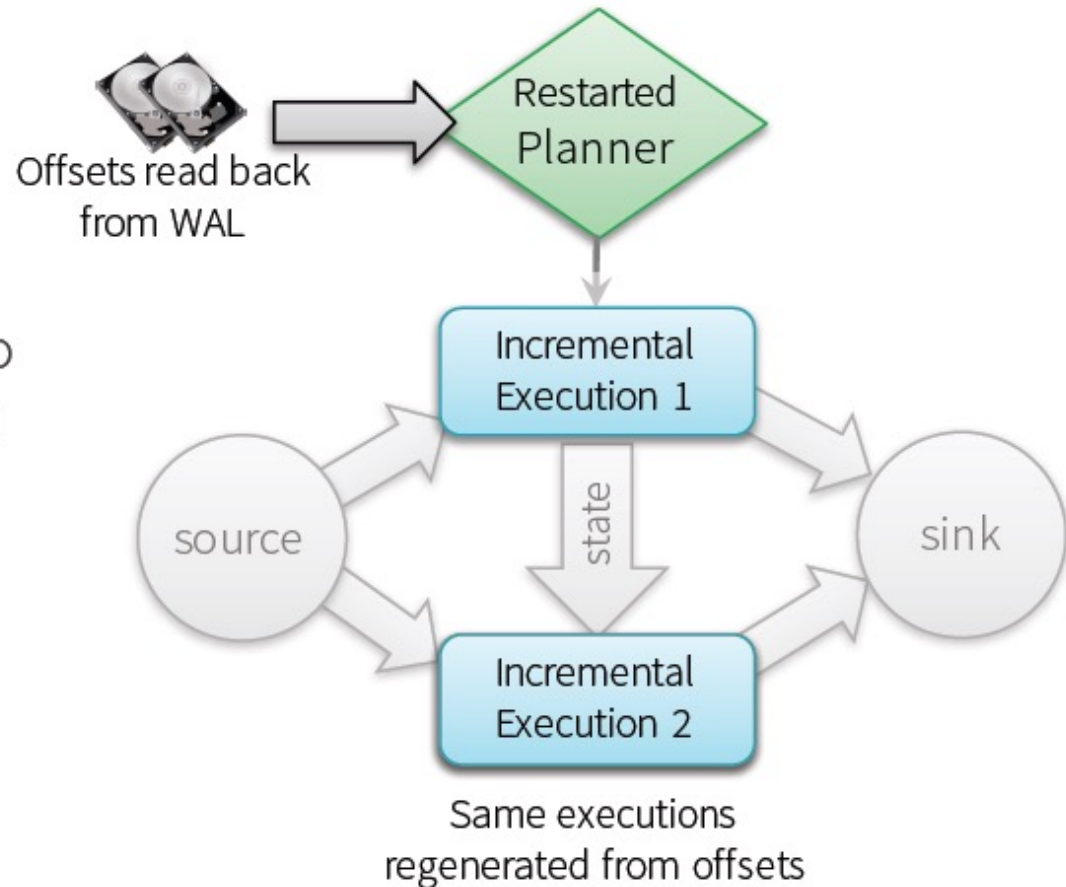 Restarted
Planner
Offsets read back
from WAL
Incremental
Execution 1
source
state
sink
Incremental
Execution 2
Same executions
regenerated from offsets